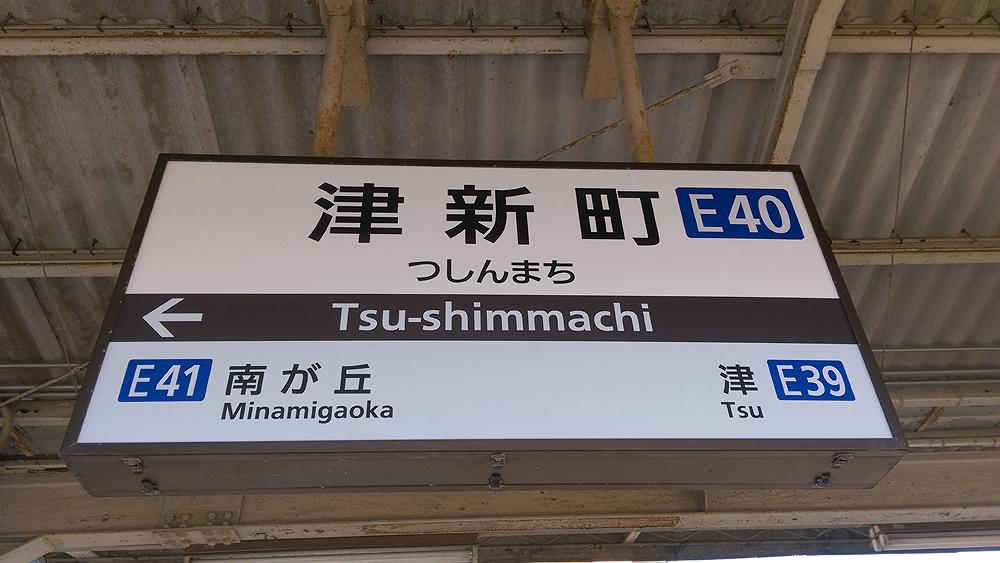 津新町 E40
つしんまち
← Tsu-shimmachi
E41 南が丘 津 E39
Minamigaoka Tsu